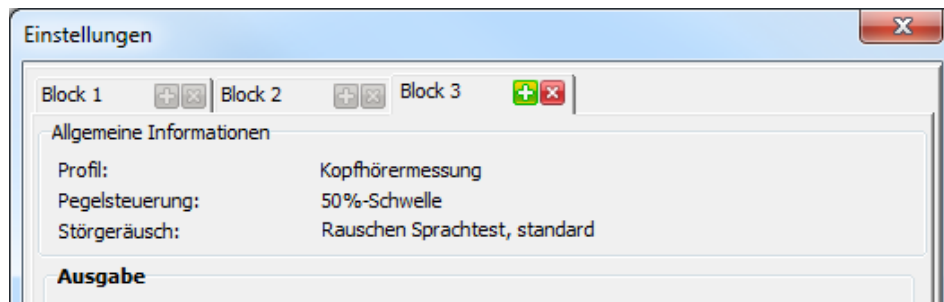 Einstellungen
Block 1 Block 2 Block 3
Allgemeine Informationen
Profil: Kopfhörermessung
Pegelsteuerung: 50%-Schwelle
Störgeräusch: Rauschen Sprachtest, standard
Ausgabe